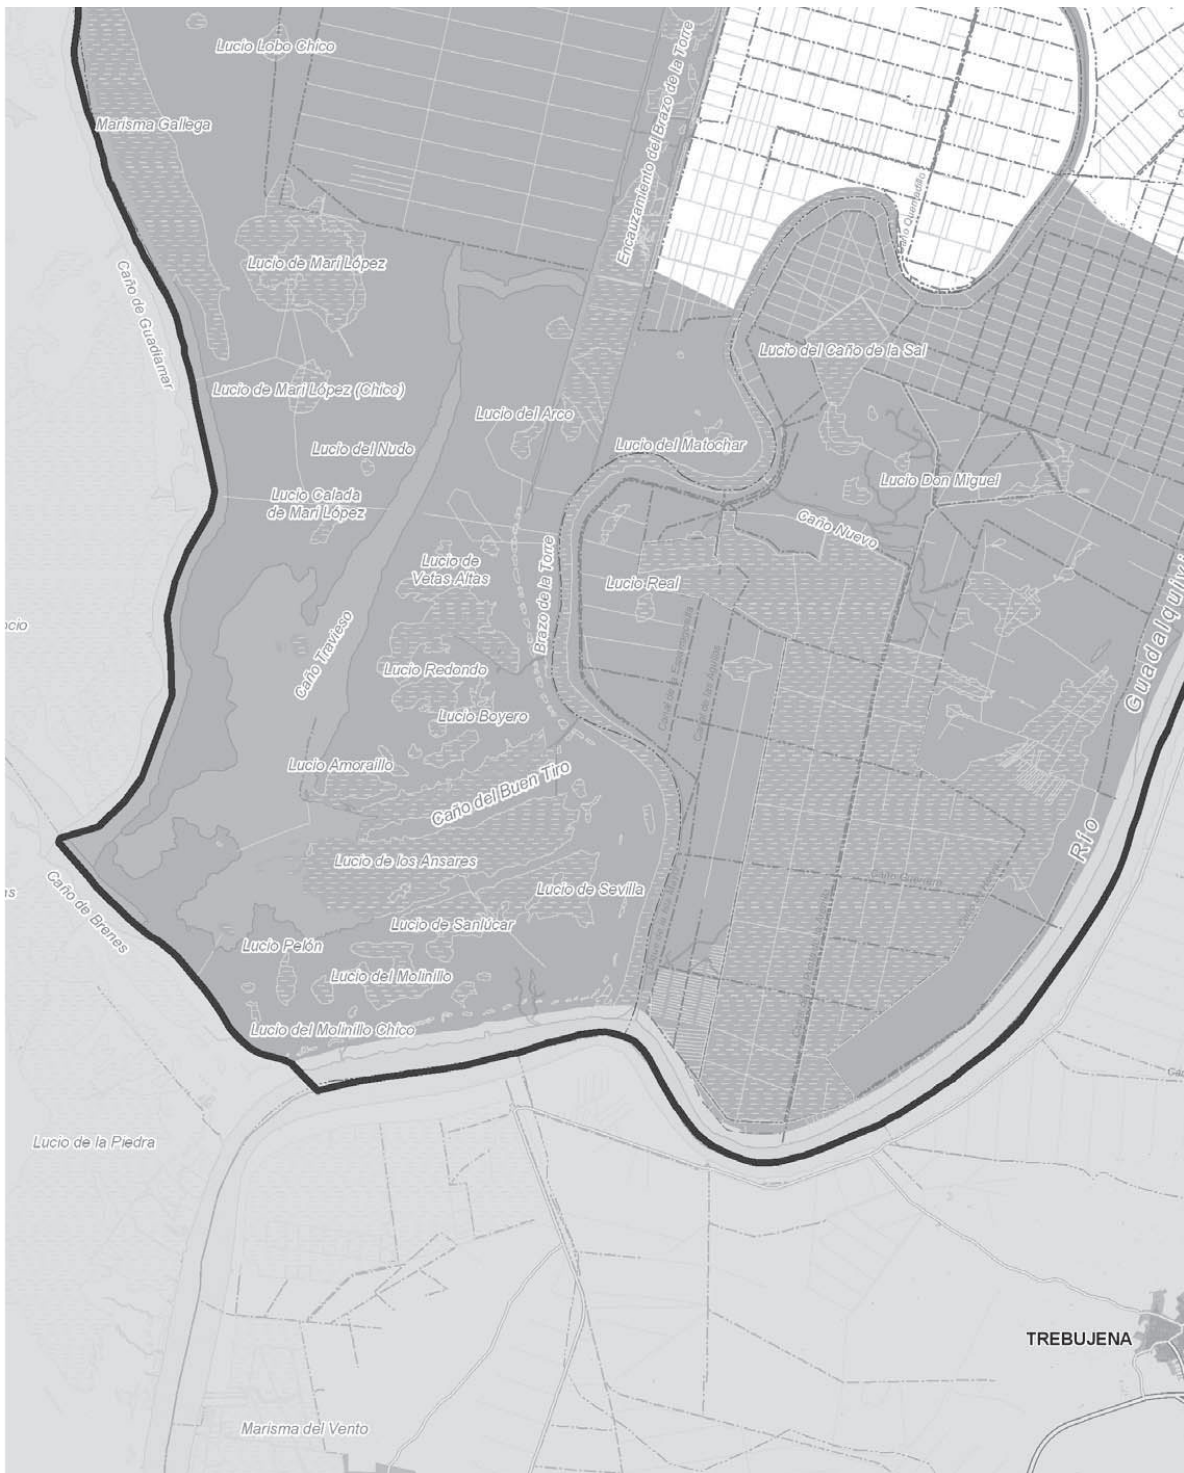 Lucio Lobo Chico
Encauzamiento del Brazo de la Torre
Marisma Gallega
Caño Quemadillo
Lucio de Mari López
Caño de Guadiamar
Lucio del Caño de la Sal
Lucio de Mari López (Chico)
Lucio del Arco
Lucio del Nudo
Lucio del Matochar
Lucio Don Miguel
Lucio Calada
de Mari López
Caño Nuevo
Lucio de
Vetas Altas
Brazo de la Torre
Lucio Real
ocio
Caño Travieso
Lucio Redondo
Río Guadalquivi
Lucio Boyero
Lucio Amoraillo
Caño del Buen Tiro
Lucio de los Ansares
Lucio de Sevilla
as
Caño de Brenes
Lucio de Sanlúcar
Lucio Pelón
Lucio del Molinillo
Lucio del Molinillo Chico
Lucio de la Piedra
TREBUJENA
Marisma del Vento